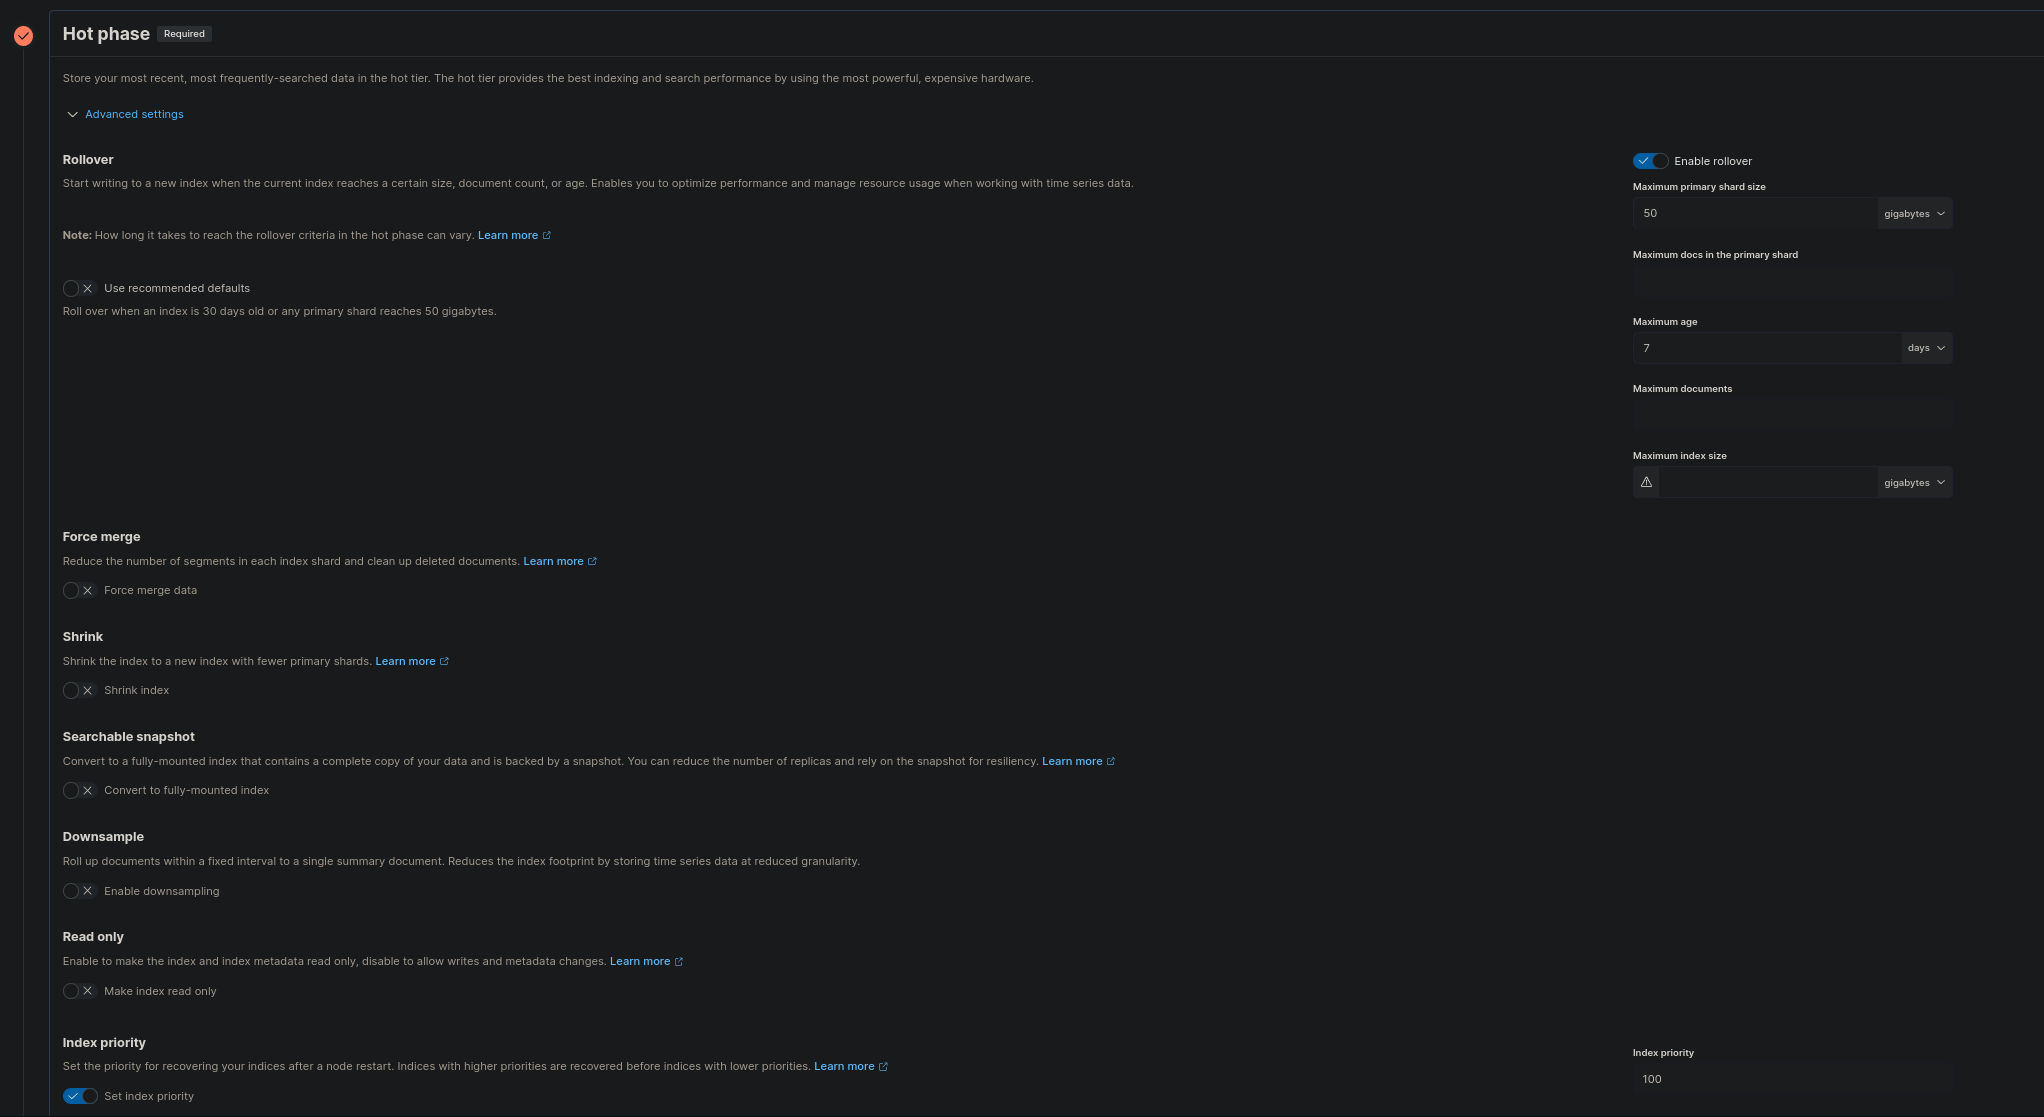 Hot phase Required
Store your most recent, most frequently-searched data in the hot tier. The hot tier provides the best indexing and search performance by using the most powerful, expensive hardware.
Advanced settings
Rollover
Start writing to a new index when the current index reaches a certain size, document count, or age. Enables you to optimize performance and manage resource usage when working with time series data.
Note: How long it takes to reach the rollover criteria in the hot phase can vary. Learn more
Use recommended defaults
Roll over when an index is 30 days old or any primary shard reaches 50 gigabytes.
Enable rollover
Maximum primary shard size
50 gigabytes
Maximum docs in the primary shard
Maximum age
7 days
Maximum documents
Maximum index size
gigabytes
Force merge
Reduce the number of segments in each index shard and clean up deleted documents. Learn more
Force merge data
Shrink
Shrink the index to a new index with fewer primary shards. Learn more
Shrink index
Searchable snapshot
Convert to a fully-mounted index that contains a complete copy of your data and is backed by a snapshot. You can reduce the number of replicas and rely on the snapshot for resiliency. Learn more
Convert to fully-mounted index
Downsample
Roll up documents within a fixed interval to a single summary document. Reduces the index footprint by storing time series data at reduced granularity.
Enable downsampling
Read only
Enable to make the index and index metadata read only, disable to allow writes and metadata changes. Learn more
Make index read only
Index priority
Set the priority for recovering your indices after a node restart. Indices with higher priorities are recovered before indices with lower priorities. Learn more
Set index priority
Index priority
100